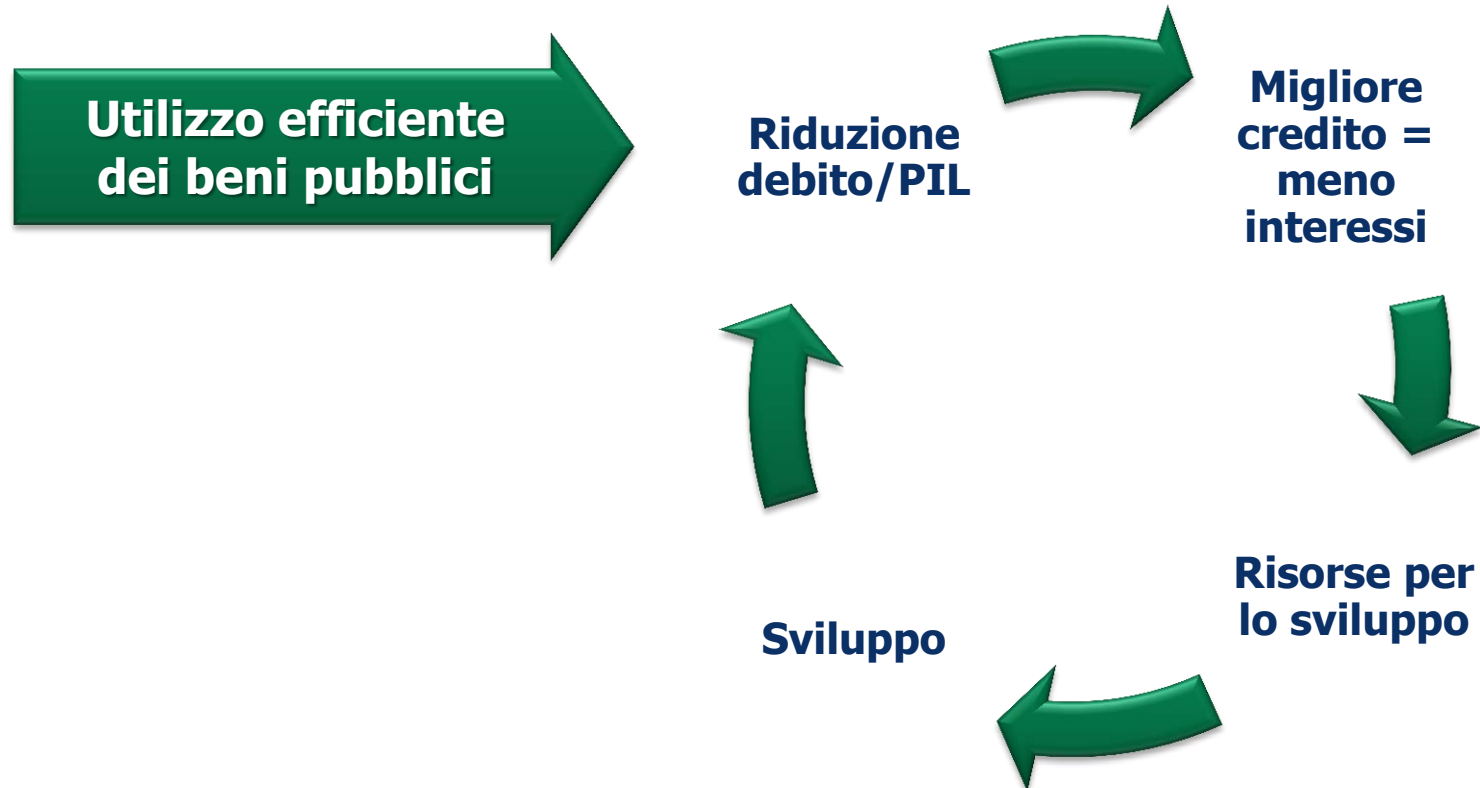 Utilizzo efficiente
dei beni pubblici
Riduzione
debito/PIL
Migliore
credito =
meno
interessi
Risorse per
lo sviluppo
Sviluppo